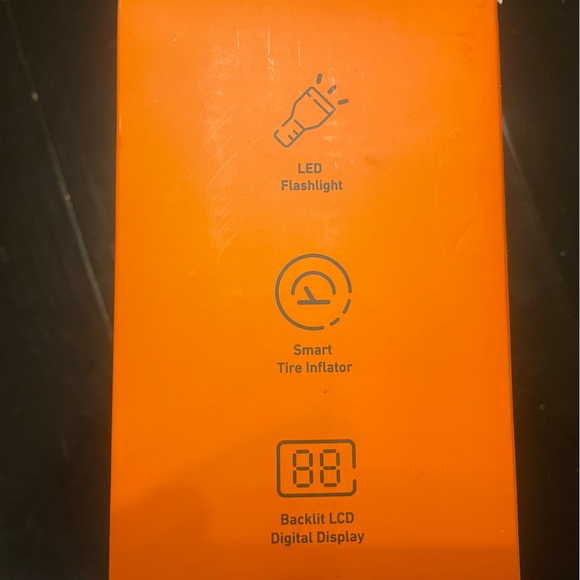 LED
Flashlight
Smart
Tire Inflator
88
Backlit LCD
Digital Display